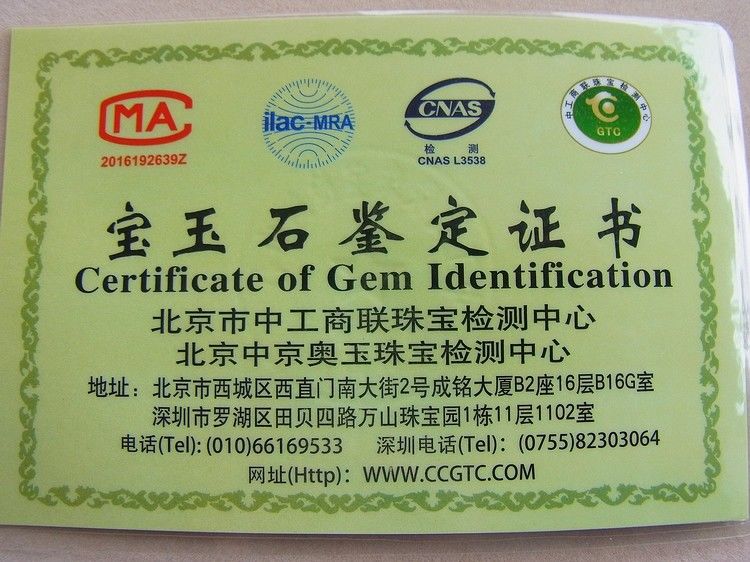 MA
2016192639Z
ilac-MRA
CNAS
检 测
CNAS L3538
中工商联珠宝检测中心
GTC
宝玉石鉴定证书
Certificate of Gem Identification
北京市中工商联珠宝检测中心
北京中京奥玉珠宝检测中心
地址：北京市西城区西直门南大街2号成铭大厦B2座16层B16G室
深圳市罗湖区田贝四路万山珠宝园1栋11层1102室
电话(Tel): (010)66169533 深圳电话(Tel)： (0755)82303064
网址(Http)： WWW.CCGTC.COM